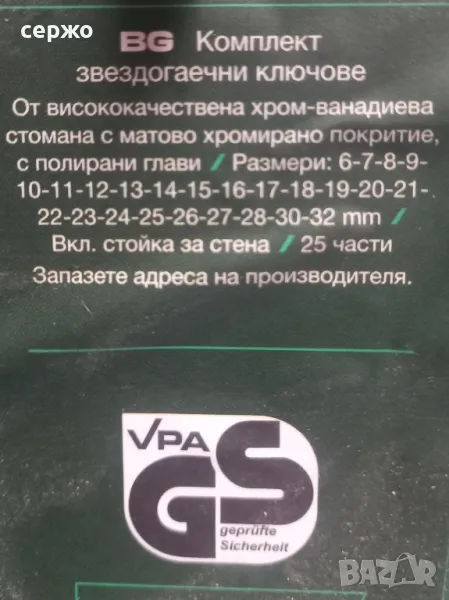 сержо
BG Комплект
звездогаечни ключове
От висококачествена хром-ванадиева
стомана с матово хромирано покритие,
с полирани глави / Размери: 6-7-8-9-
10-11-12-13-14-15-16-17-18-19-20-21-
22-23-24-25-26-27-28-30-32 mm /
Вкл. стойка за стена / 25 части
Запазете адреса на производителя.
VPA
GS
geprüfte
Sicherheit
BAZAR